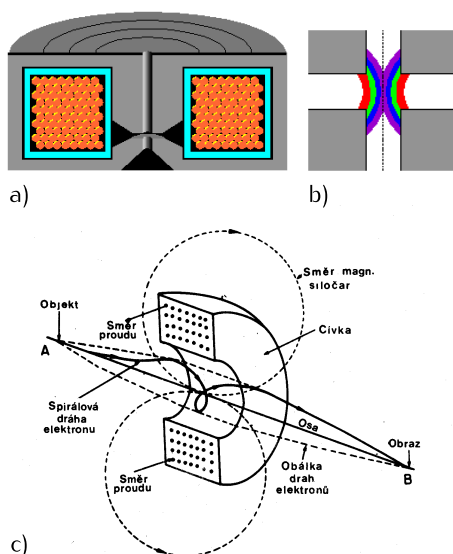 a)
b)
Směr magn.
siločar
Objekt
Směr
proudu
Cívka
A
Spirálová
dráha
elektronu
Osa
Obraz
B
Směr
proudu
Obálka
drah
elektronů
c)